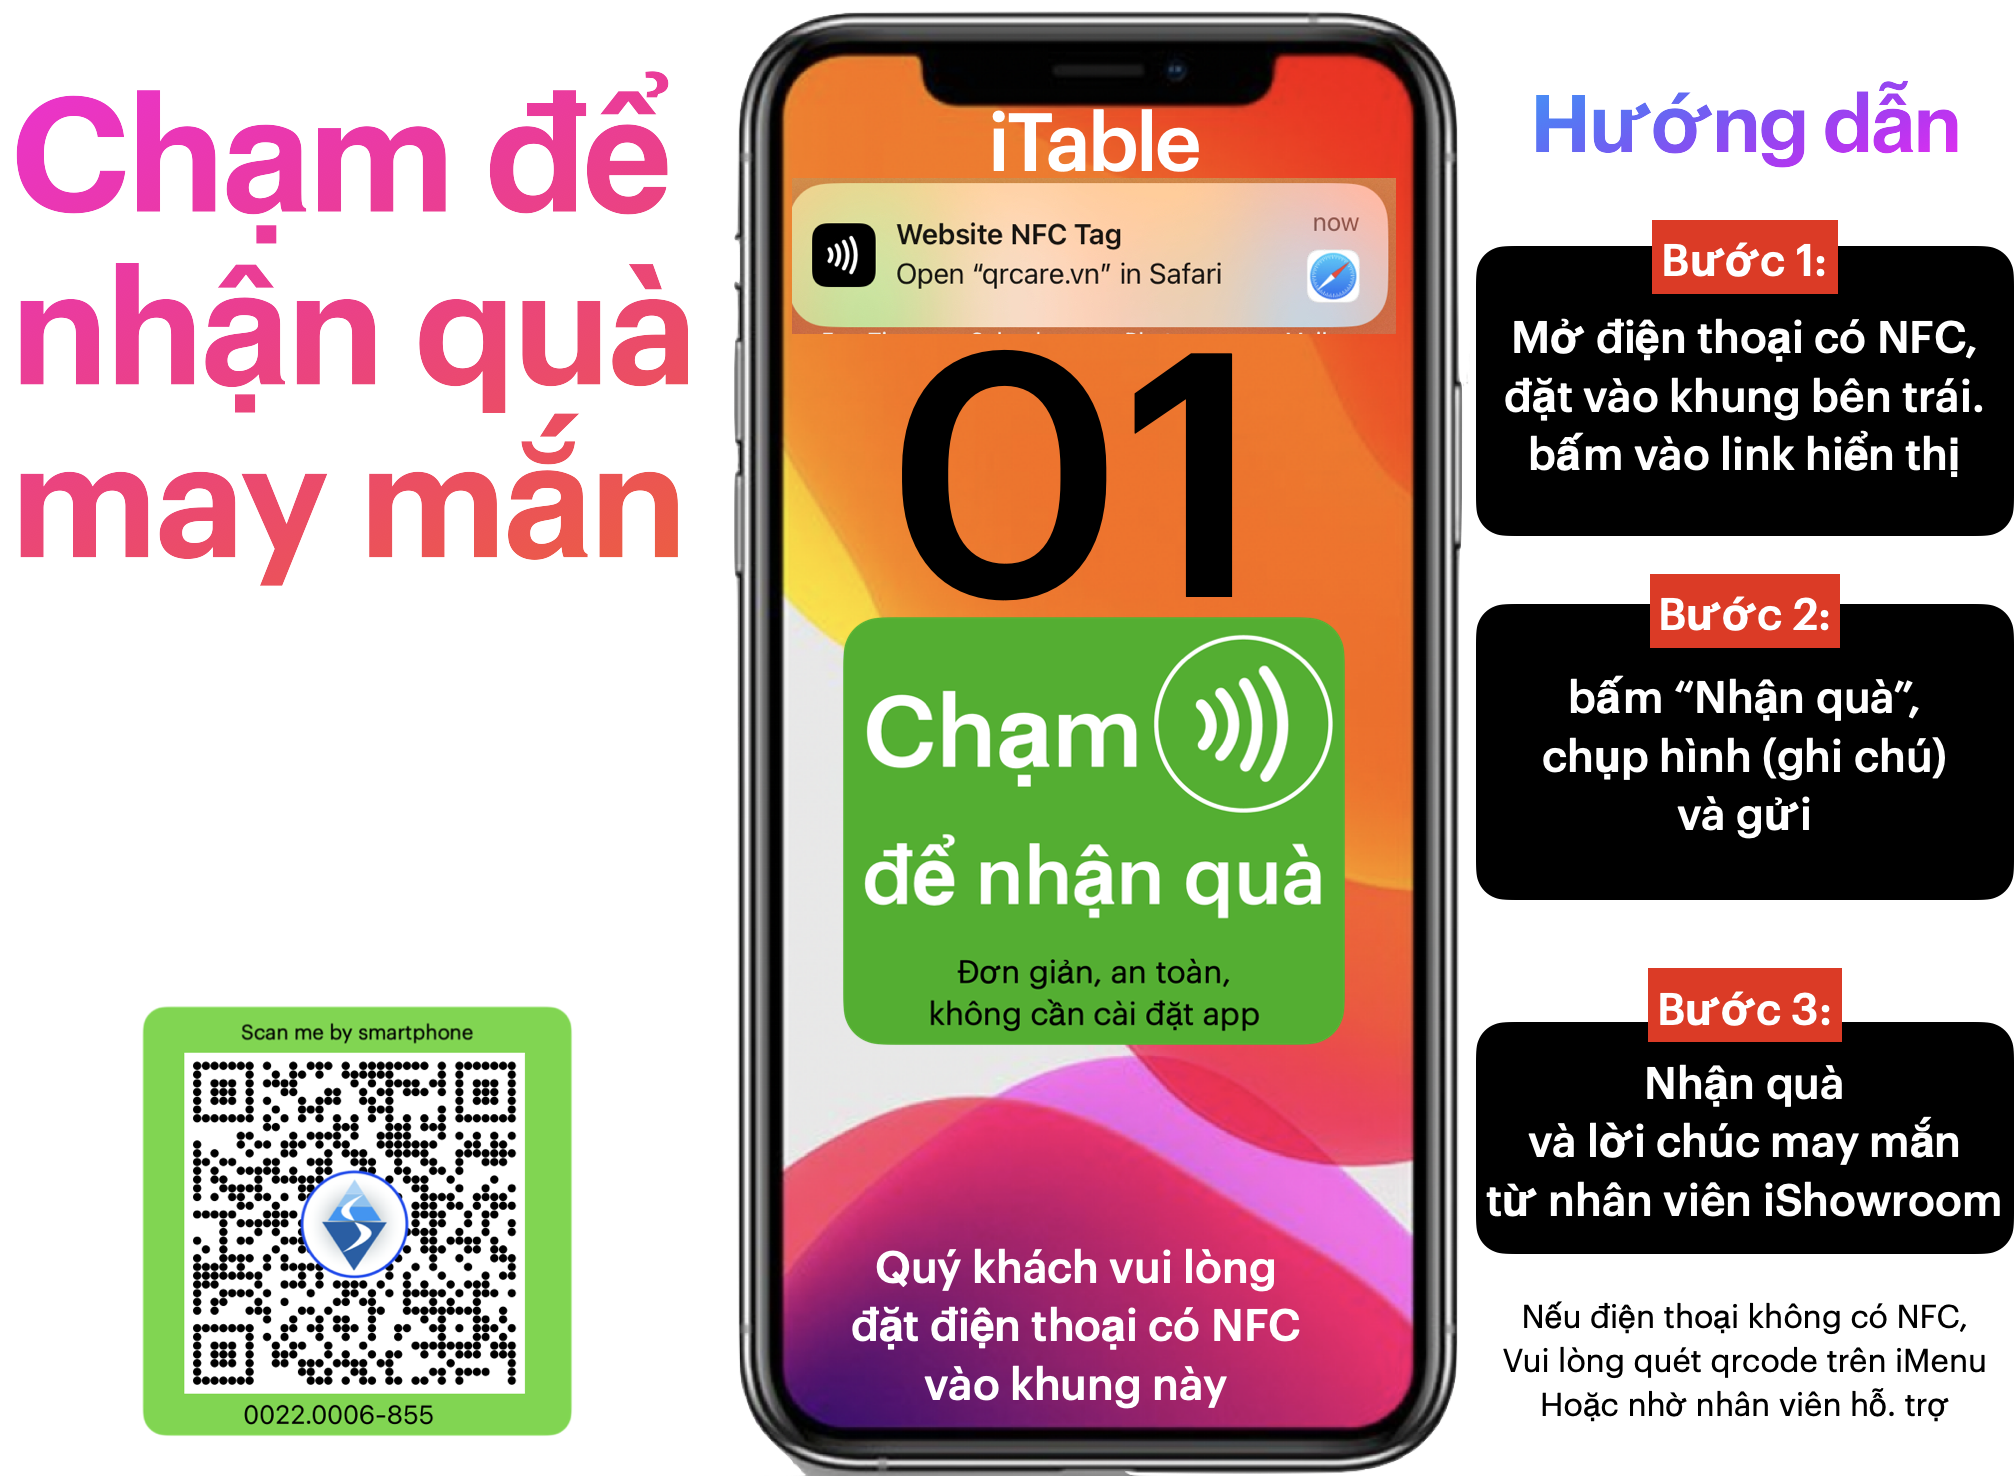 Chạm để
nhận quà
may mắn
Scan me by smartphone
0022.0006-855
iTable
Website NFC Tag
now
Open “qrcare.vn” in Safari
01
Chạm
để nhận quà
Đơn giản, an toàn,
không cần cài đặt app
Quý khách vui lòng
đặt điện thoại có NFC
vào khung này
Hướng dẫn
Bước 1:
Mở điện thoại có NFC,
đặt vào khung bên trái.
bấm vào link hiển thị
Bước 2:
bấm “Nhận quà”,
chụp hình (ghi chú)
và gửi
Bước 3:
Nhận quà
và lời chúc may mắn
từ nhân viên iShowroom
Nếu điện thoại không có NFC,
Vui lòng quét qrcode trên iMenu
Hoặc nhờ nhân viên hỗ. trợ